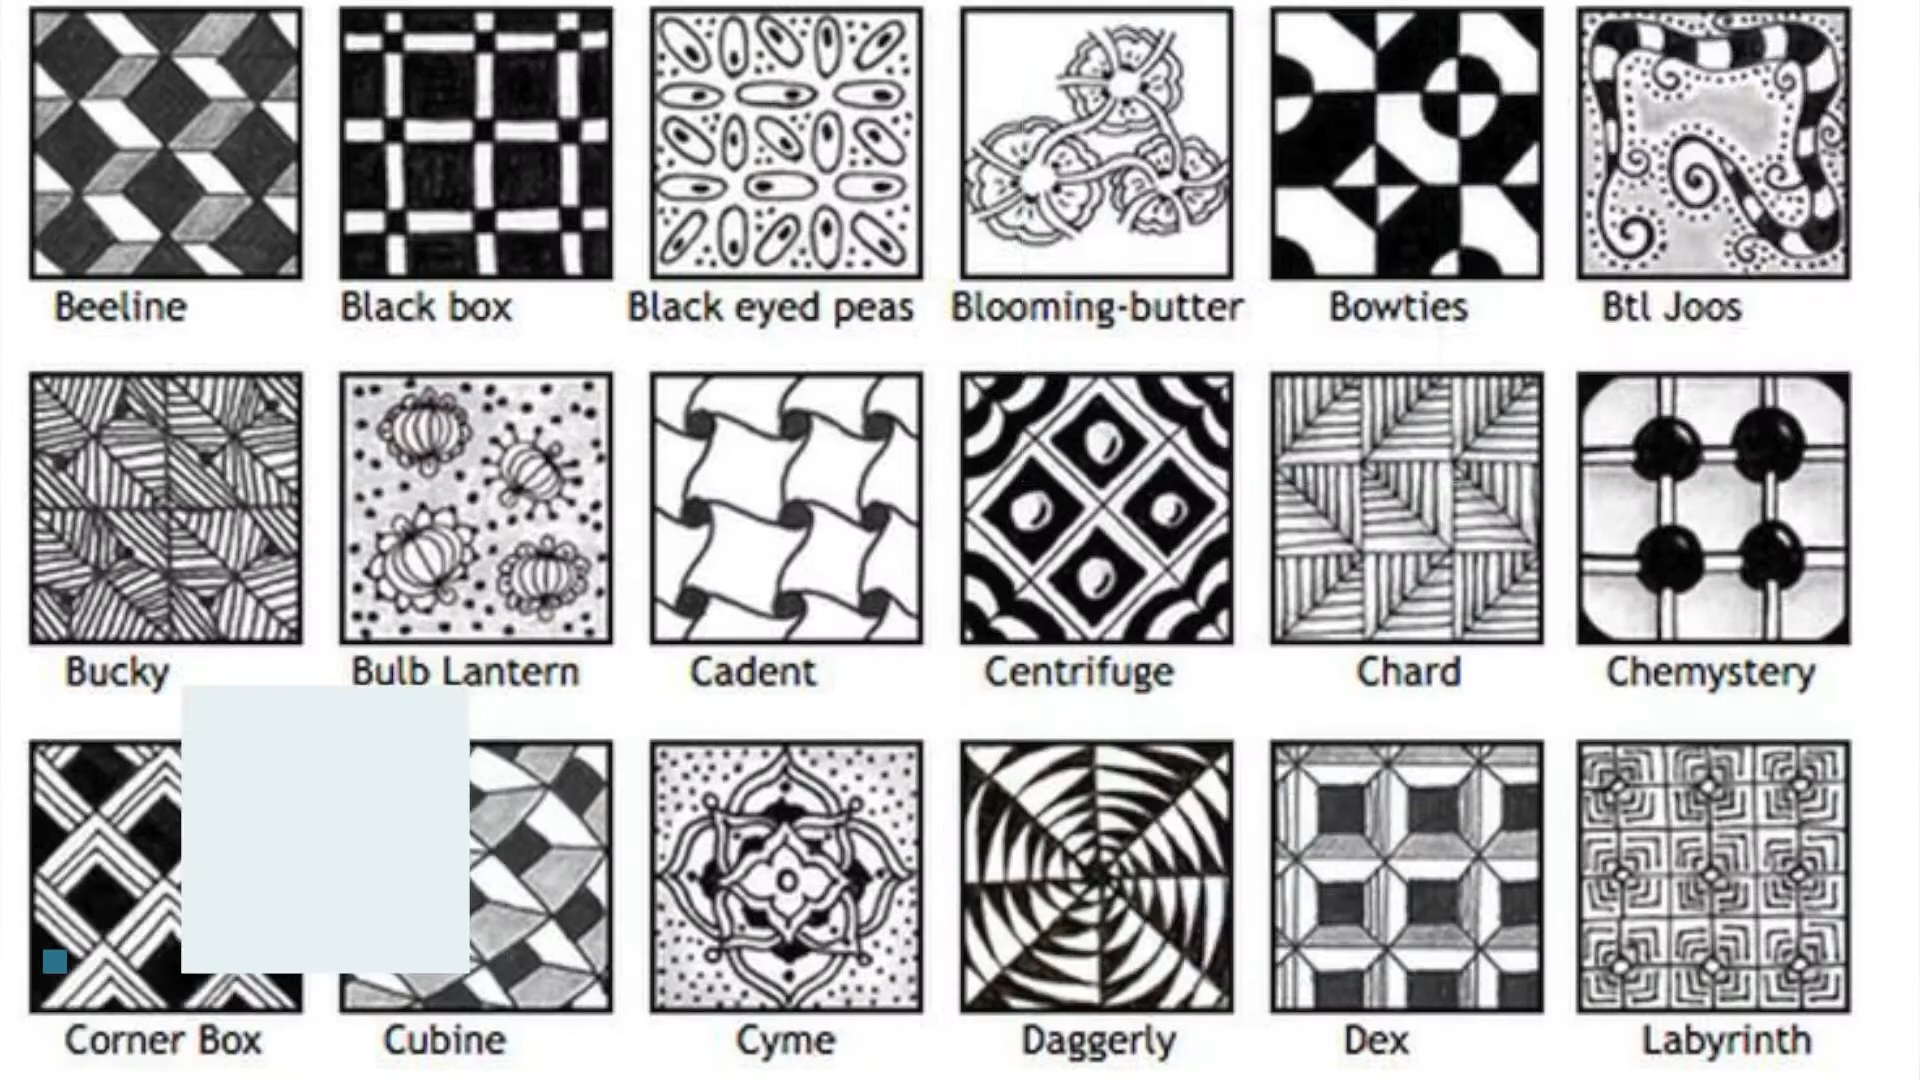 Beeline Black box Black eyed peas Blooming-butter Bowties Btl Joos
Bucky Bulb Lantern Cadent Centrifuge Chard Chemystery
Corner Box Cubine Cyme Daggerly Dex Labyrinth